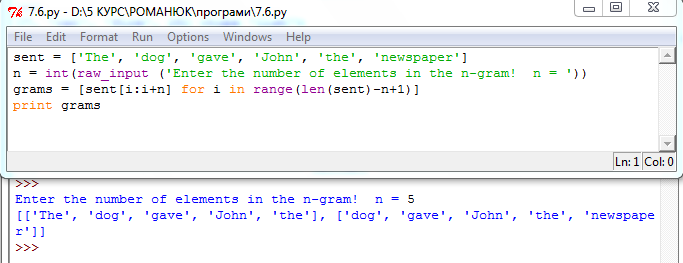 7.6.py - D:\5 КУРС\РОМАНЮК\програми\7.6.py
File Edit Format Run Options Windows Help
sent = ['The', 'dog', 'gave', 'John', 'the', 'newspaper']
n = int(raw_input ('Enter the number of elements in the n-gram!  n = '))
grams = [sent[i:i+n] for i in range(len(sent)-n+1)]
print grams
Ln: 1 Col: 0
>>>
Enter the number of elements in the n-gram!  n = 5
[['The', 'dog', 'gave', 'John', 'the'], ['dog', 'gave', 'John', 'the', 'newspape
r']]
>>>